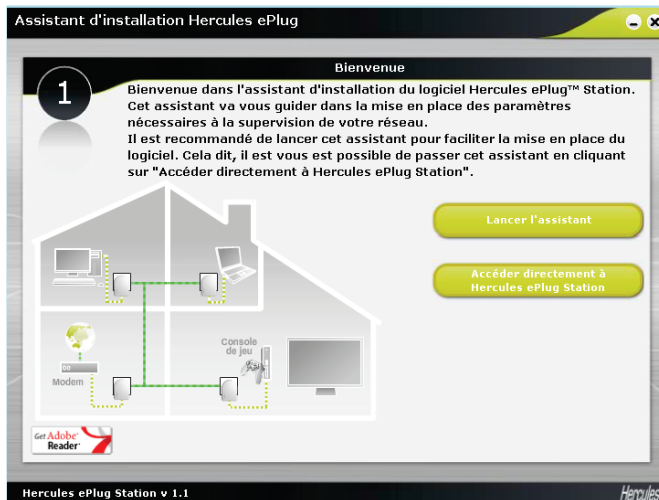 Assistant d'installation Hercules ePlug
Bienvenue
1
Bienvenue dans l'assistant d'installation du logiciel Hercules ePlug™ Station.
Cet assistant va vous guider dans la mise en place des paramètres
nécessaires à la supervision de votre réseau.
Il est recommandé de lancer cet assistant pour faciliter la mise en place du
logiciel. Cela dit, il est vous est possible de passer cet assistant en cliquant
sur "Accéder directement à Hercules ePlug Station".
Lancer l'assistant
Accéder directement à
Hercules ePlug Station
Console
de jeu
Modem
Get Adobe®
Reader®
Hercules ePlug Station v 1.1
Hercules